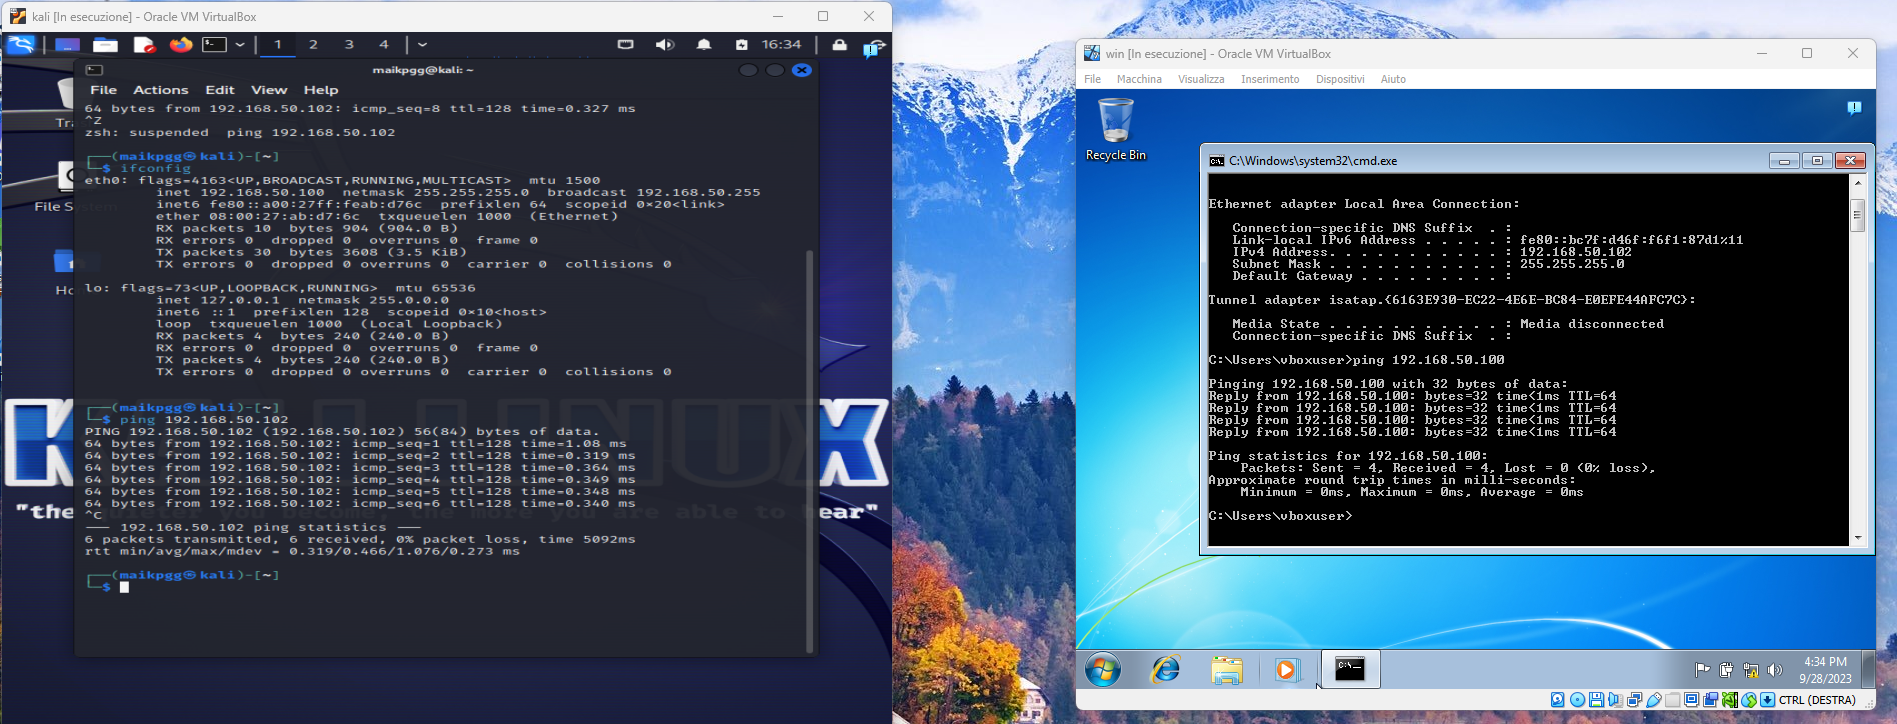 kali [In esecuzione] - Oracle VM VirtualBox
1 2 3 4 16:34
maikpgg@kali: ~
File Actions Edit View Help
64 bytes from 192.168.50.102: icmp_seq=8 ttl=128 time=0.327 ms
^Z
zsh: suspended  ping 192.168.50.102
┌──(maikpgg㉿kali)-[~]
└─$ ifconfig
eth0: flags=4163<UP,BROADCAST,RUNNING,MULTICAST>  mtu 1500
inet 192.168.50.100  netmask 255.255.255.0  broadcast 192.168.50.255
inet6 fe80::a00:27ff:feab:d76c  prefixlen 64  scopeid 0×20<link>
ether 08:00:27:ab:d7:6c  txqueuelen 1000  (Ethernet)
RX packets 10  bytes 904 (904.0 B)
RX errors 0  dropped 0  overruns 0  frame 0
TX packets 30  bytes 3608 (3.5 KiB)
TX errors 0  dropped 0 overruns 0  carrier 0  collisions 0
lo: flags=73<UP,LOOPBACK,RUNNING>  mtu 65536
inet 127.0.0.1  netmask 255.0.0.0
inet6 ::1  prefixlen 128  scopeid 0×10<host>
loop  txqueuelen 1000  (Local Loopback)
RX packets 4  bytes 240 (240.0 B)
RX errors 0  dropped 0  overruns 0  frame 0
TX packets 4  bytes 240 (240.0 B)
TX errors 0  dropped 0 overruns 0  carrier 0  collisions 0
┌──(maikpgg㉿kali)-[~]
└─$ ping 192.168.50.102
PING 192.168.50.102 (192.168.50.102) 56(84) bytes of data.
64 bytes from 192.168.50.102: icmp_seq=1 ttl=128 time=1.08 ms
64 bytes from 192.168.50.102: icmp_seq=2 ttl=128 time=0.319 ms
64 bytes from 192.168.50.102: icmp_seq=3 ttl=128 time=0.364 ms
64 bytes from 192.168.50.102: icmp_seq=4 ttl=128 time=0.349 ms
64 bytes from 192.168.50.102: icmp_seq=5 ttl=128 time=0.348 ms
64 bytes from 192.168.50.102: icmp_seq=6 ttl=128 time=0.340 ms
^C
── 192.168.50.102 ping statistics ──
6 packets transmitted, 6 received, 0% packet loss, time 5092ms
rtt min/avg/max/mdev = 0.319/0.466/1.076/0.273 ms
┌──(maikpgg㉿kali)-[~]
└─$
File System
"the quieter you become, the more you are able to hear"
win [In esecuzione] - Oracle VM VirtualBox
File Macchina Visualizza Inserimento Dispositivi Aiuto
Recycle Bin
C:\Windows\system32\cmd.exe
Ethernet adapter Local Area Connection:
Connection-specific DNS Suffix  . :
Link-local IPv6 Address . . . . . : fe80::bc7f:d46f:f6f1:87d1%11
IPv4 Address. . . . . . . . . . . : 192.168.50.102
Subnet Mask . . . . . . . . . . . : 255.255.255.0
Default Gateway . . . . . . . . . :
Tunnel adapter isatap.{6163E930-EC22-4E6E-BC84-E0EFE44AFC7C}:
Media State . . . . . . . . . . . : Media disconnected
Connection-specific DNS Suffix  . :
C:\Users\vboxuser>ping 192.168.50.100
Pinging 192.168.50.100 with 32 bytes of data:
Reply from 192.168.50.100: bytes=32 time<1ms TTL=64
Reply from 192.168.50.100: bytes=32 time<1ms TTL=64
Reply from 192.168.50.100: bytes=32 time<1ms TTL=64
Reply from 192.168.50.100: bytes=32 time<1ms TTL=64
Ping statistics for 192.168.50.100:
Packets: Sent = 4, Received = 4, Lost = 0 (0% loss),
Approximate round trip times in milli-seconds:
Minimum = 0ms, Maximum = 0ms, Average = 0ms
C:\Users\vboxuser>
4:34 PM
9/28/2023
CTRL (DESTRA)